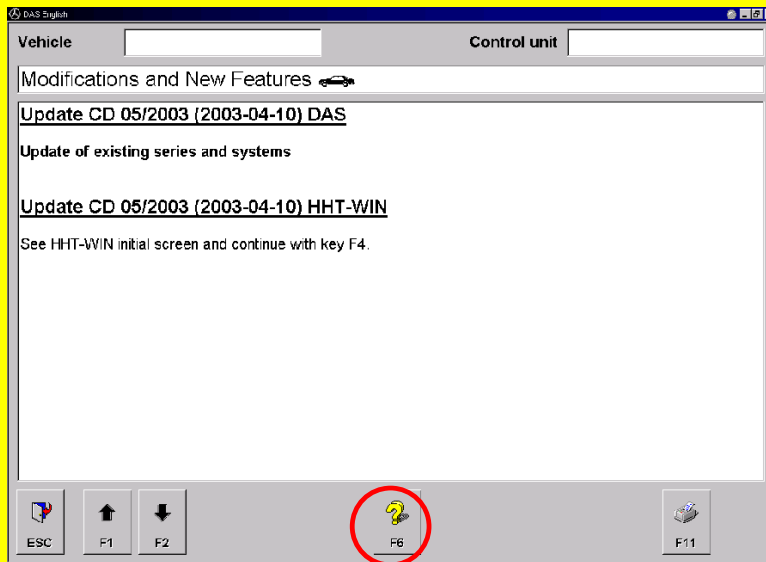 DAS English
Vehicle
Control unit
Modifications and New Features
Update CD 05/2003 (2003-04-10) DAS
Update of existing series and systems
Update CD 05/2003 (2003-04-10) HHT-WIN
See HHT-WIN initial screen and continue with key F4.
ESC F1 F2 F6 F11